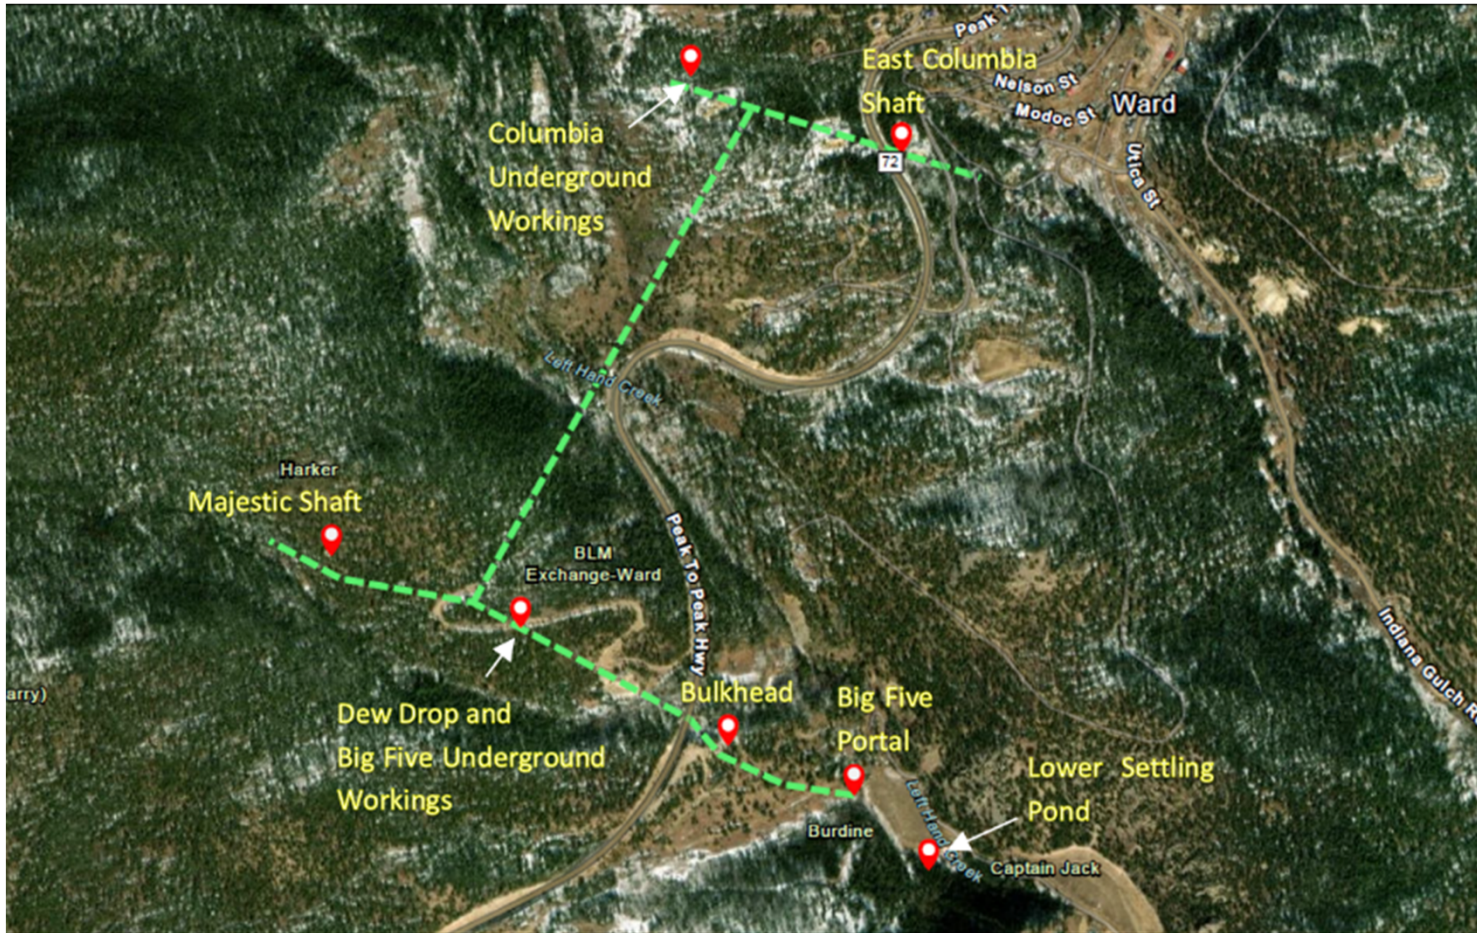 Peak T
East Columbia
Shaft
Nelson St
Modoc St
Ward
72
Utica St
Columbia
Underground
Workings
Left Hand Creek
Harker
Majestic Shaft
BLM
Exchange-Ward
Peak To Peak Hwy
Indiana Gulch R
arry)
Dew Drop and
Big Five Underground
Workings
Bulkhead
Big Five
Portal
Lower Settling
Pond
Left Hand Creek
Burdine
Captain Jack